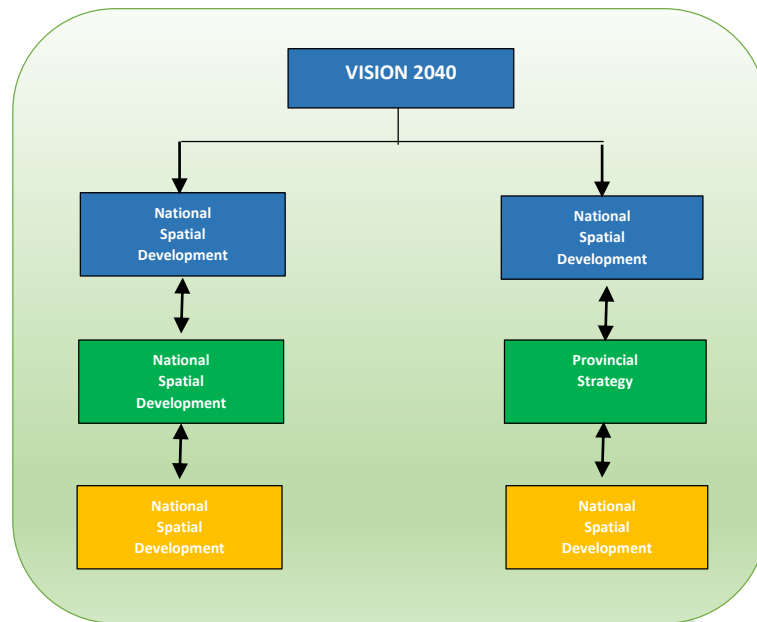 VISION 2040
National
Spatial
Development
National
Spatial
Development
National
Spatial
Development
Provincial
Strategy
National
Spatial
Development
National
Spatial
Development